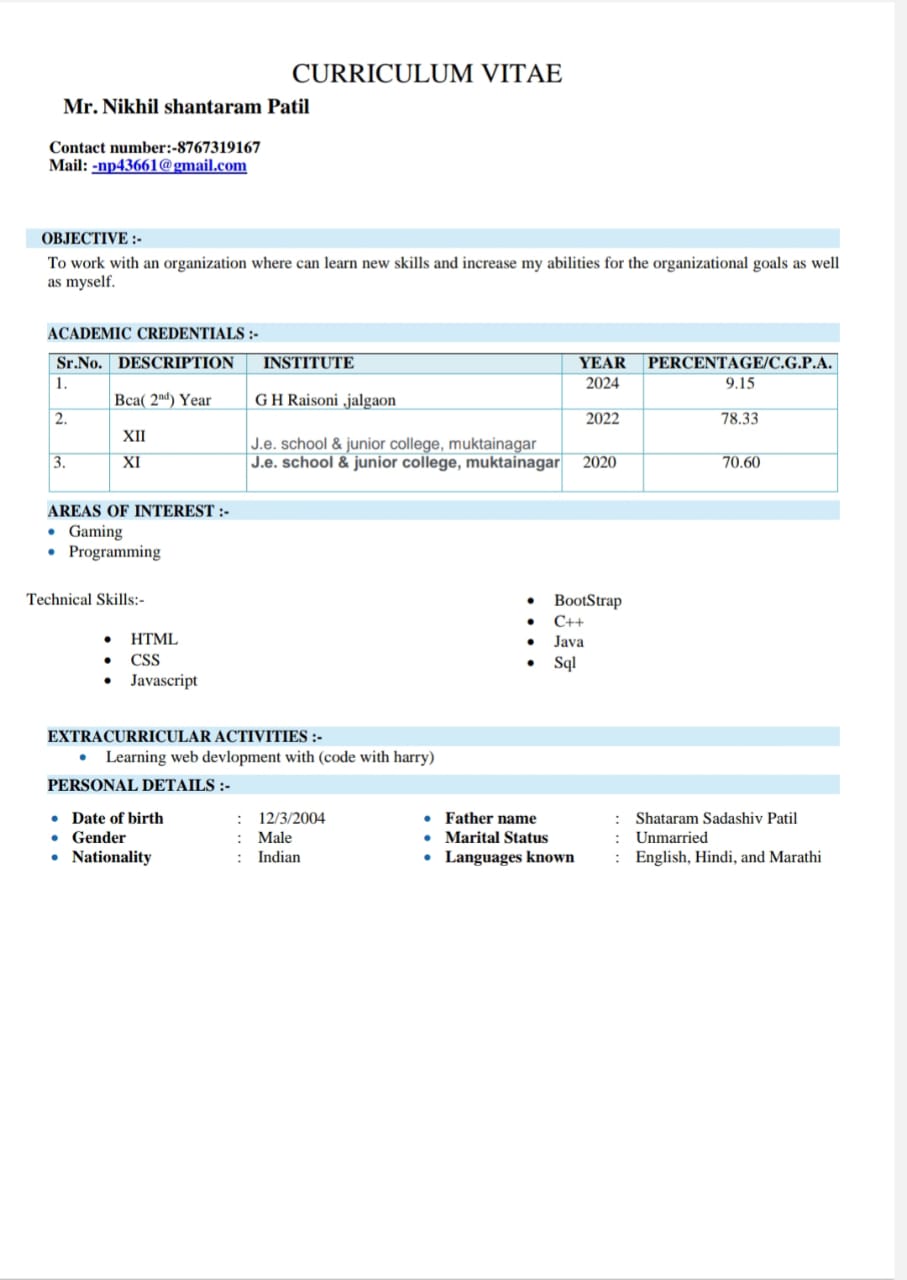 CURRICULUM VITAE
Mr. Nikhil shantaram Patil
Contact number:-8767319167
Mail: -np43661@gmail.com
OBJECTIVE :-
To work with an organization where can learn new skills and increase my abilities for the organizational goals as well
as myself.
ACADEMIC CREDENTIALS :-
Sr.No. DESCRIPTION INSTITUTE YEAR PERCENTAGE/C.G.P.A.
1. Bca( 2nd) Year G H Raisoni ,jalgaon 2024 9.15
2. XII J.e. school & junior college, muktainagar 2022 78.33
3. XI J.e. school & junior college, muktainagar 2020 70.60
AREAS OF INTEREST :-
• Gaming
• Programming
Technical Skills:-
• HTML
• CSS
• Javascript
• BootStrap
• C++
• Java
• Sql
EXTRACURRICULAR ACTIVITIES :-
• Learning web devlopment with (code with harry)
PERSONAL DETAILS :-
• Date of birth : 12/3/2004
• Gender : Male
• Nationality : Indian
• Father name : Shataram Sadashiv Patil
• Marital Status : Unmarried
• Languages known : English, Hindi, and Marathi